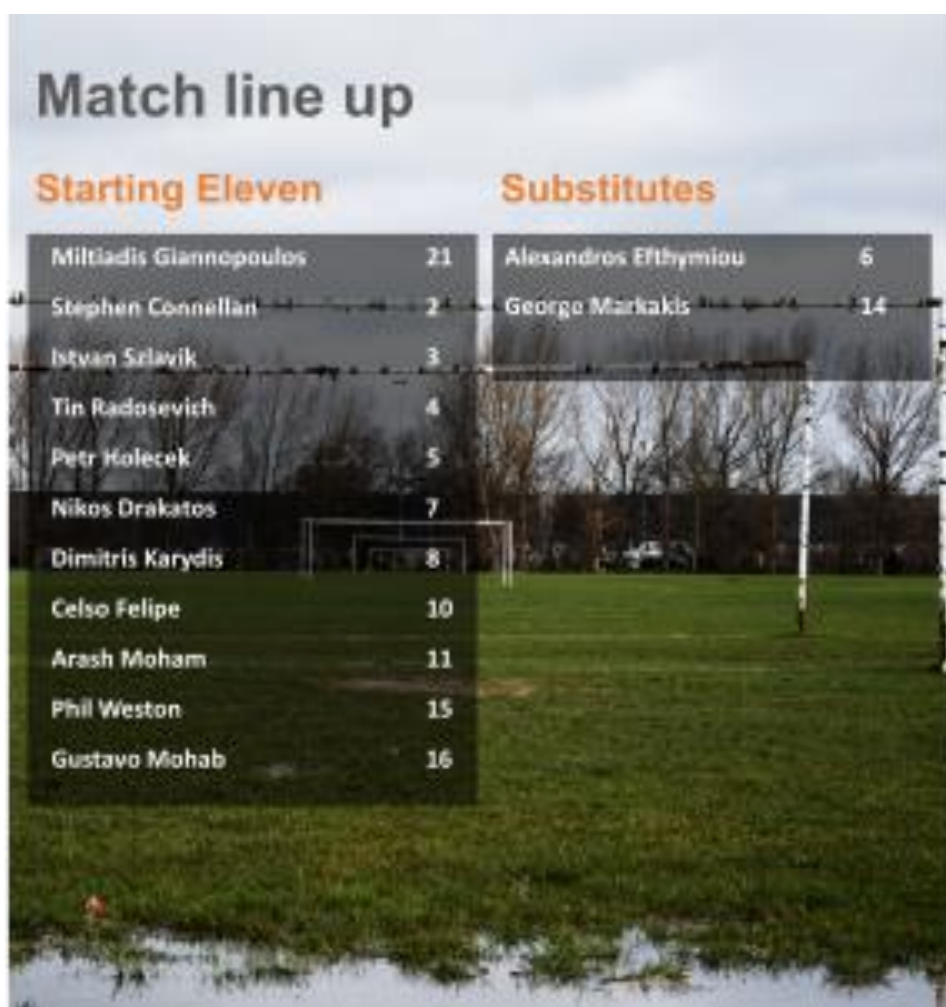 Match line up
Starting Eleven
Miltiadis Giannopoulos 21
Stephen Connellan 2
Istvan Szlavik 3
Tin Radosevich 4
Petr Holecek 5
Nikos Drakatos 7
Dimitris Karydis 8
Celso Felipe 10
Arash Moham 11
Phil Weston 15
Gustavo Mohab 16
Substitutes
Alexandros Efthymiou 6
George Markakis 14